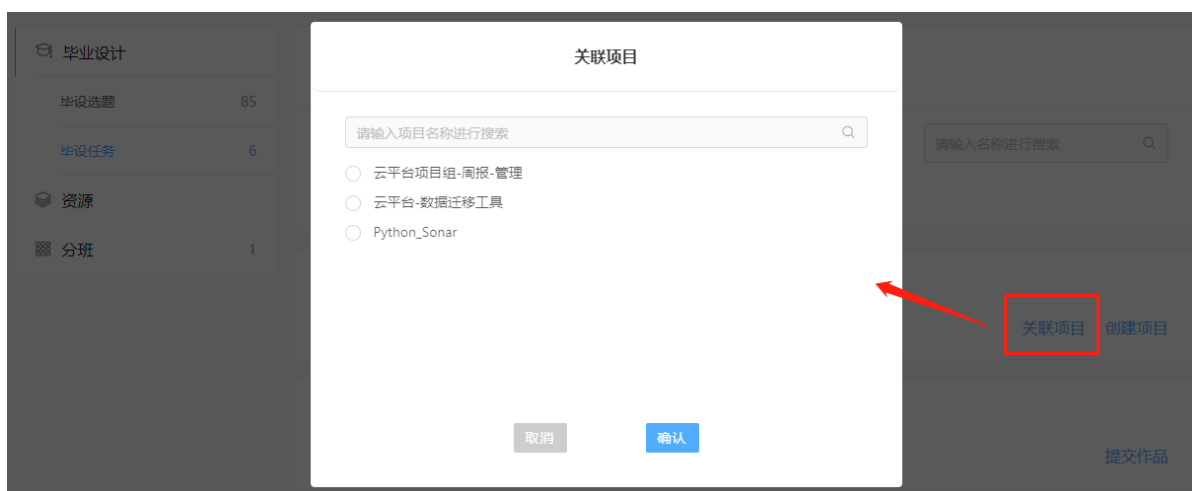 毕业设计
毕设选题 85
毕设任务 6
资源
分班 1
关联项目
请输入项目名称进行搜索
云平台项目组-周报-管理
云平台-数据迁移工具
Python_Sonar
取消 确认
请输入名称进行搜索
关联项目 创建项目
提交作品